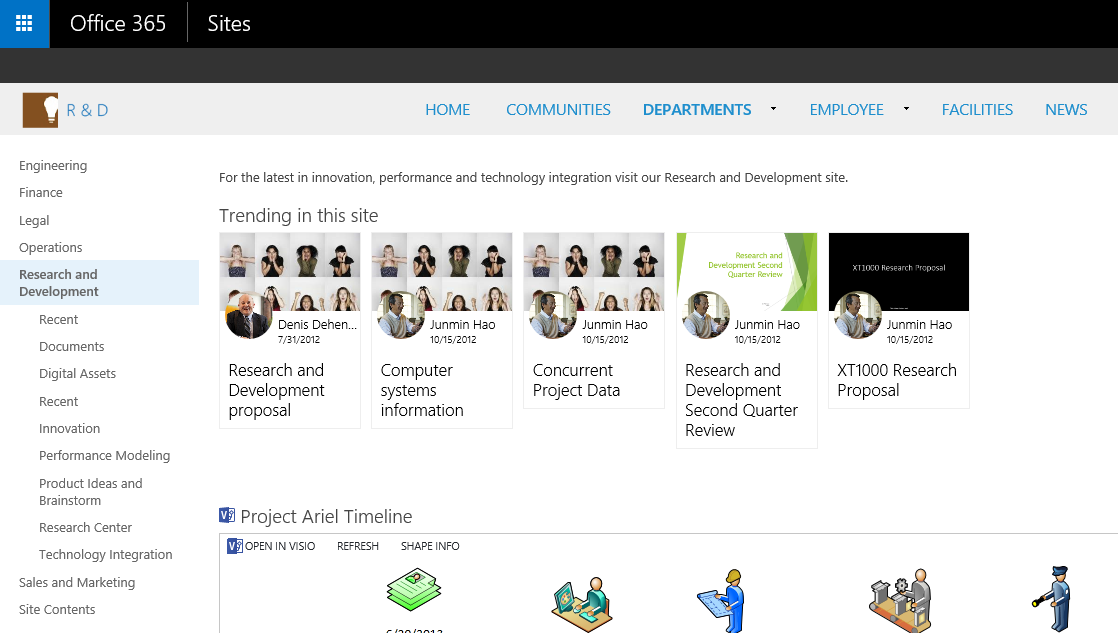 Office 365
Sites
R & D
HOME
COMMUNITIES
DEPARTMENTS
EMPLOYEE
FACILITIES
NEWS
Engineering
Finance
Legal
Operations
Research and
Development
Recent
Documents
Digital Assets
Recent
Innovation
Performance Modeling
Product Ideas and
Brainstorm
Research Center
Technology Integration
Sales and Marketing
Site Contents
For the latest in innovation, performance and technology integration visit our Research and Development site.
Trending in this site
Denis Dehen...
7/31/2012
Research and
Development
proposal
Junmin Hao
10/15/2012
Computer
systems
information
Junmin Hao
10/15/2012
Concurrent
Project Data
Research and
Development Second
Quarter Review
Junmin Hao
10/15/2012
Research and
Development
Second Quarter
Review
XT1000 Research Proposal
Junmin Hao
10/15/2012
XT1000 Research
Proposal
Project Ariel Timeline
OPEN IN VISIO
REFRESH
SHAPE INFO